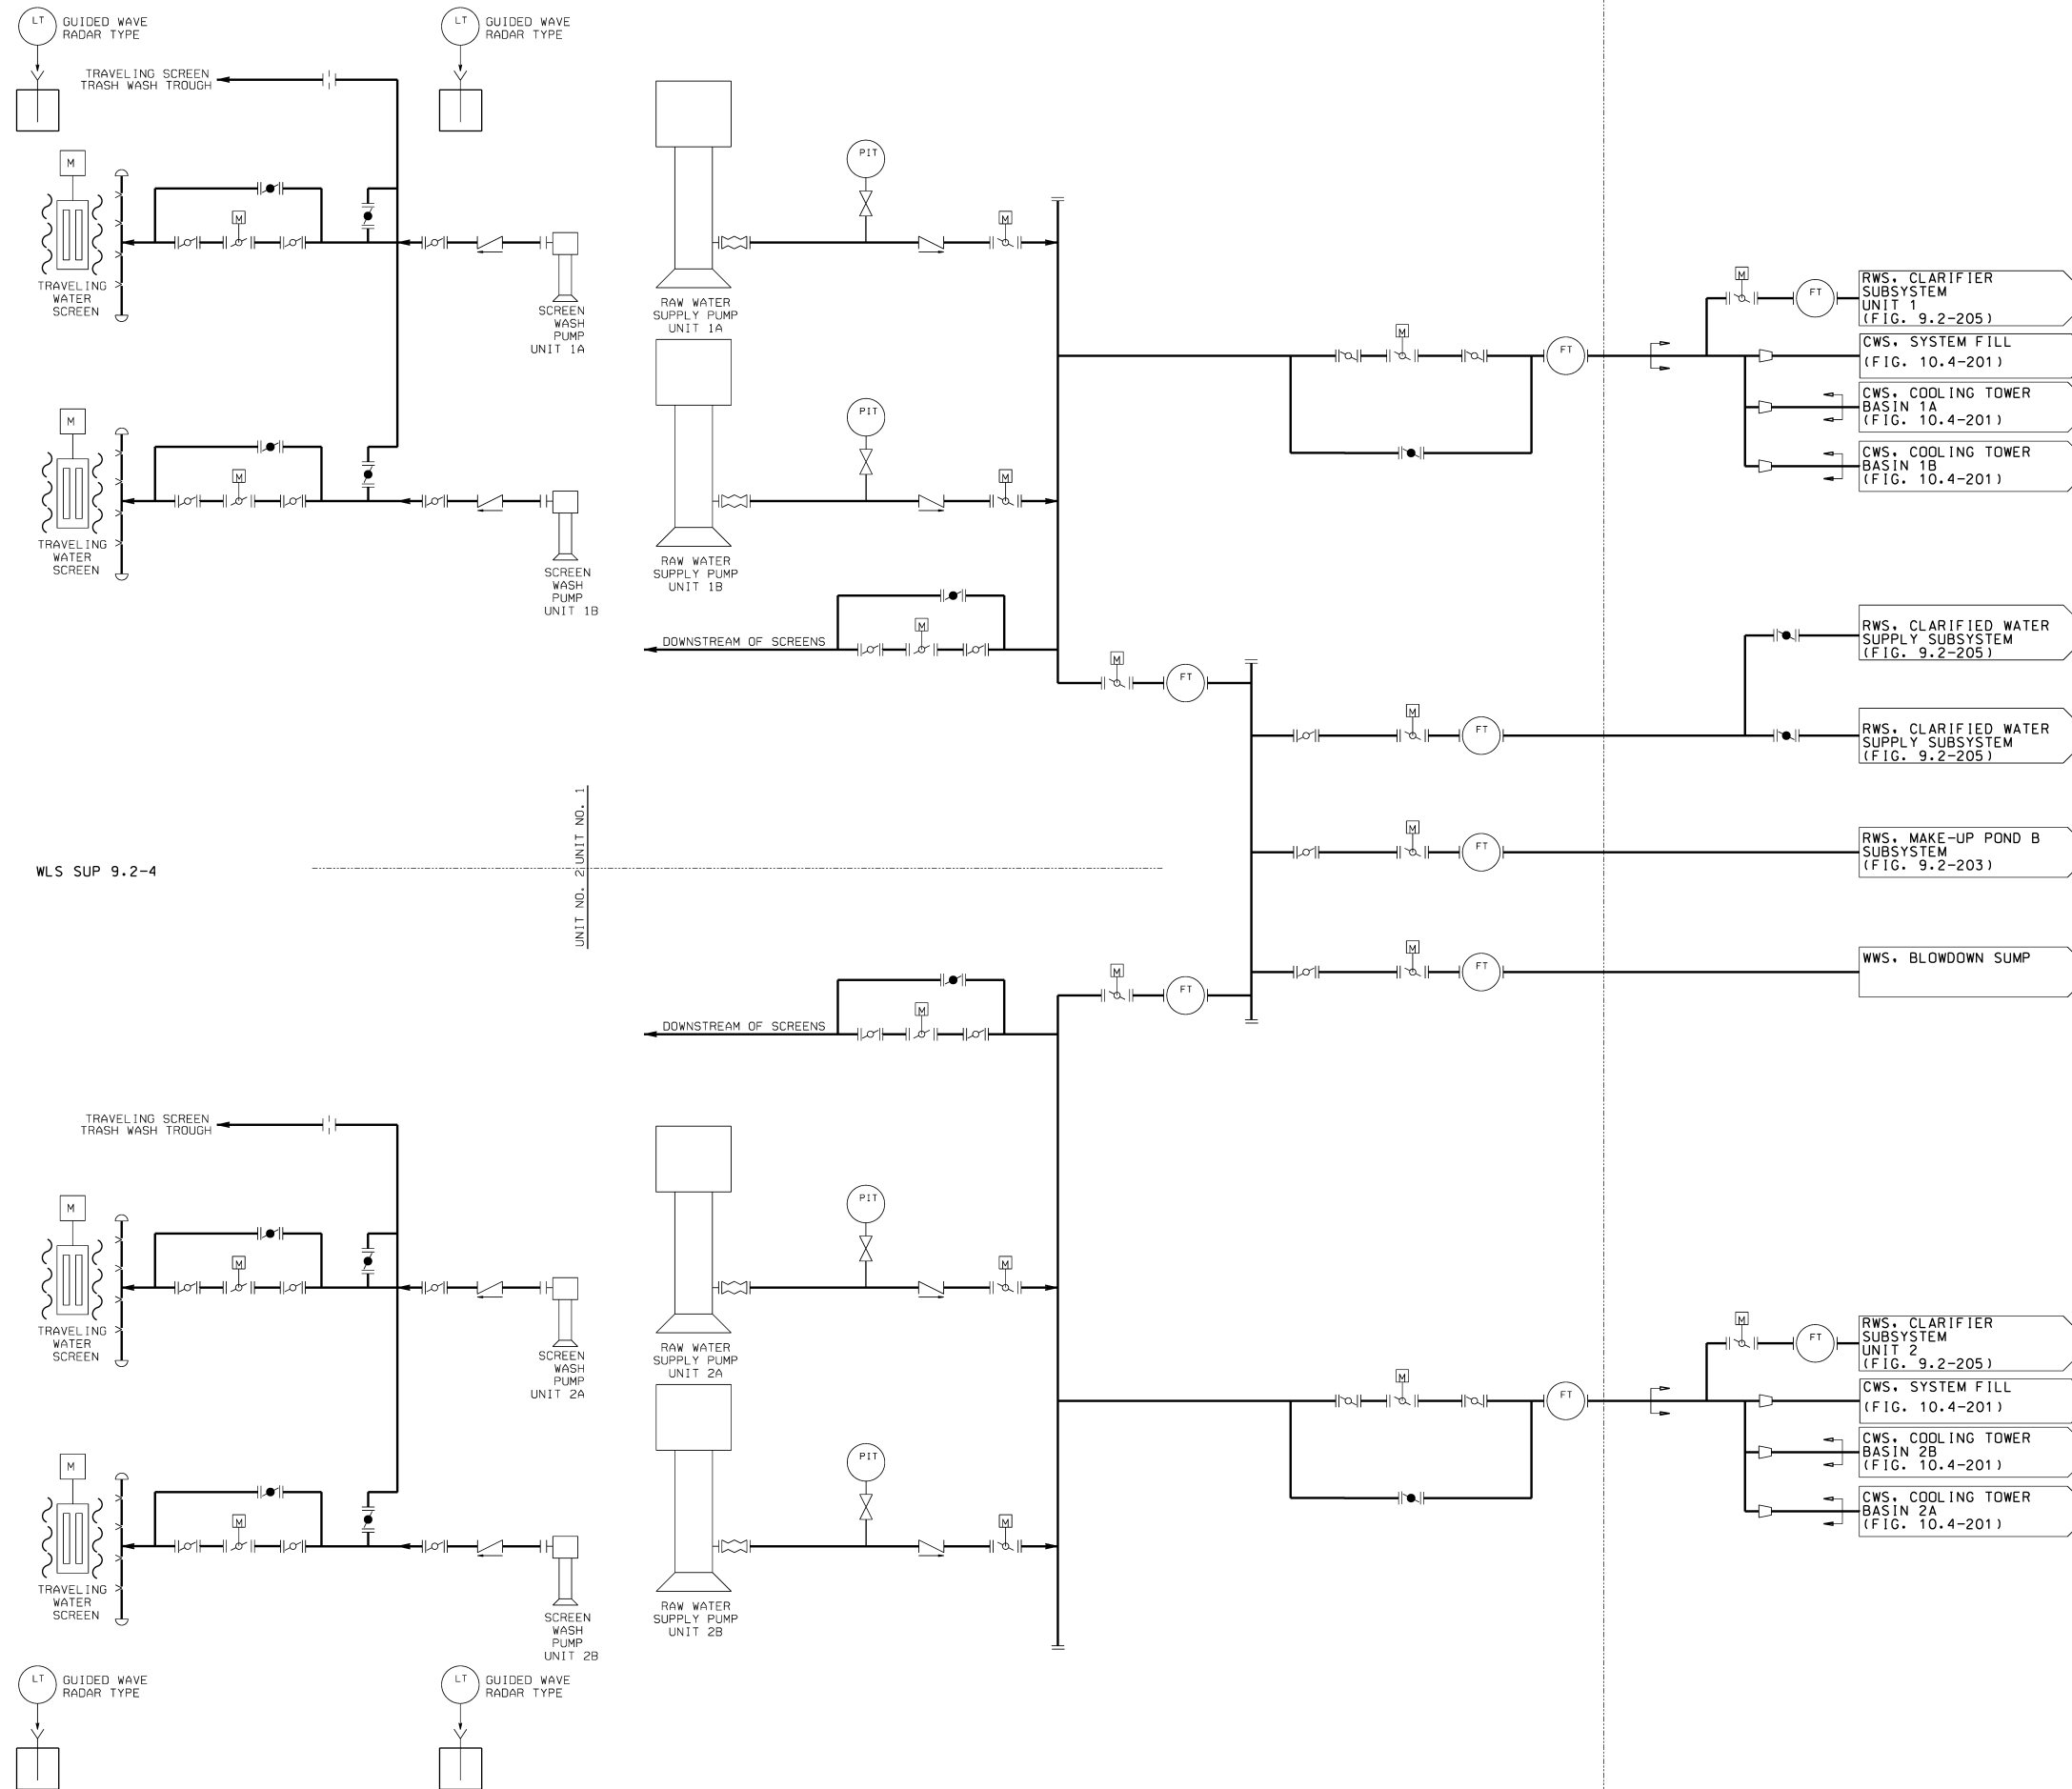 LT
GUIDED WAVE
RADAR TYPE
LT
GUIDED WAVE
RADAR TYPE
TRAVELING SCREEN
TRASH WASH TROUGH
M
M
TRAVELING
WATER
SCREEN
SCREEN
WASH
PUMP
UNIT 1A
PIT
M
RAW WATER
SUPPLY PUMP
UNIT 1A
M
M
TRAVELING
WATER
SCREEN
SCREEN
WASH
PUMP
UNIT 1B
PIT
M
RAW WATER
SUPPLY PUMP
UNIT 1B
M
FT
M
FT
RWS. CLARIFIER
SUBSYSTEM
UNIT 1
(FIG. 9.2-205)
CWS. SYSTEM FILL
(FIG. 10.4-201)
CWS. COOLING TOWER
BASIN 1A
(FIG. 10.4-201)
CWS. COOLING TOWER
BASIN 1B
(FIG. 10.4-201)
DOWNSTREAM OF SCREENS
M
M
FT
RWS. CLARIFIED WATER
SUPPLY SUBSYSTEM
(FIG. 9.2-205)
M
FT
RWS. CLARIFIED WATER
SUPPLY SUBSYSTEM
(FIG. 9.2-205)
M
FT
RWS. MAKE-UP POND B
SUBSYSTEM
(FIG. 9.2-203)
WLS SUP 9.2-4
UNIT NO. 2
UNIT NO. 1
M
FT
WWS. BLOWDOWN SUMP
M
FT
DOWNSTREAM OF SCREENS
M
TRAVELING SCREEN
TRASH WASH TROUGH
M
M
TRAVELING
WATER
SCREEN
SCREEN
WASH
PUMP
UNIT 2A
PIT
M
RAW WATER
SUPPLY PUMP
UNIT 2A
M
FT
M
FT
RWS. CLARIFIER
SUBSYSTEM
UNIT 2
(FIG. 9.2-205)
CWS. SYSTEM FILL
(FIG. 10.4-201)
CWS. COOLING TOWER
BASIN 2B
(FIG. 10.4-201)
CWS. COOLING TOWER
BASIN 2A
(FIG. 10.4-201)
M
M
TRAVELING
WATER
SCREEN
SCREEN
WASH
PUMP
UNIT 2B
PIT
M
RAW WATER
SUPPLY PUMP
UNIT 2B
LT
GUIDED WAVE
RADAR TYPE
LT
GUIDED WAVE
RADAR TYPE